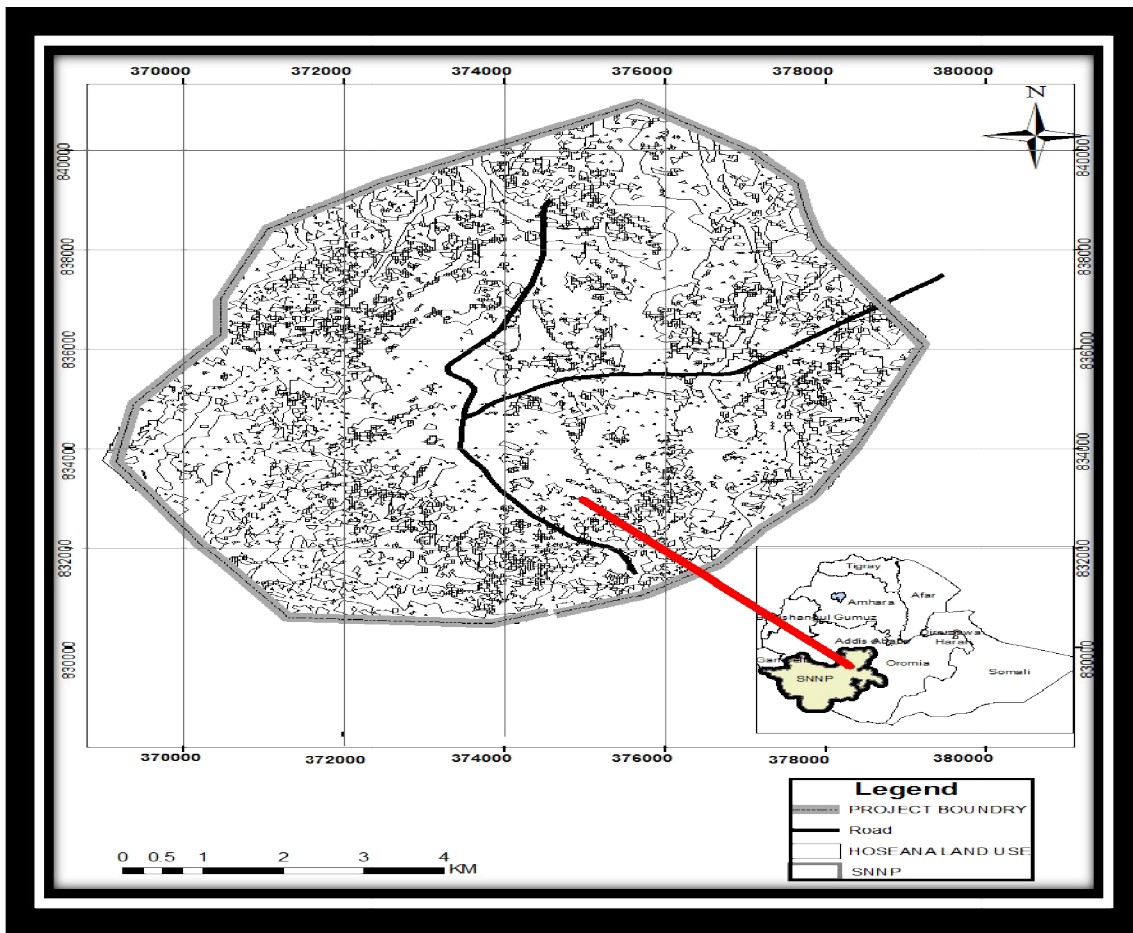 370000 372000 374000 376000 378000 380000
N
840000 840000
838000 838000
836000 836000
834000 834000
832000 832000
830000 830000
Tigray
Afar
Amhara
Gumuz
Addis
Harari
Oromia
Somali
SNNP
370000 372000 374000 376000 378000 380000
Legend
PROJECT BOUNDRY
Road
HOSEANA LAND USE
SNNP
0 0.5 1 2 3 4
KM